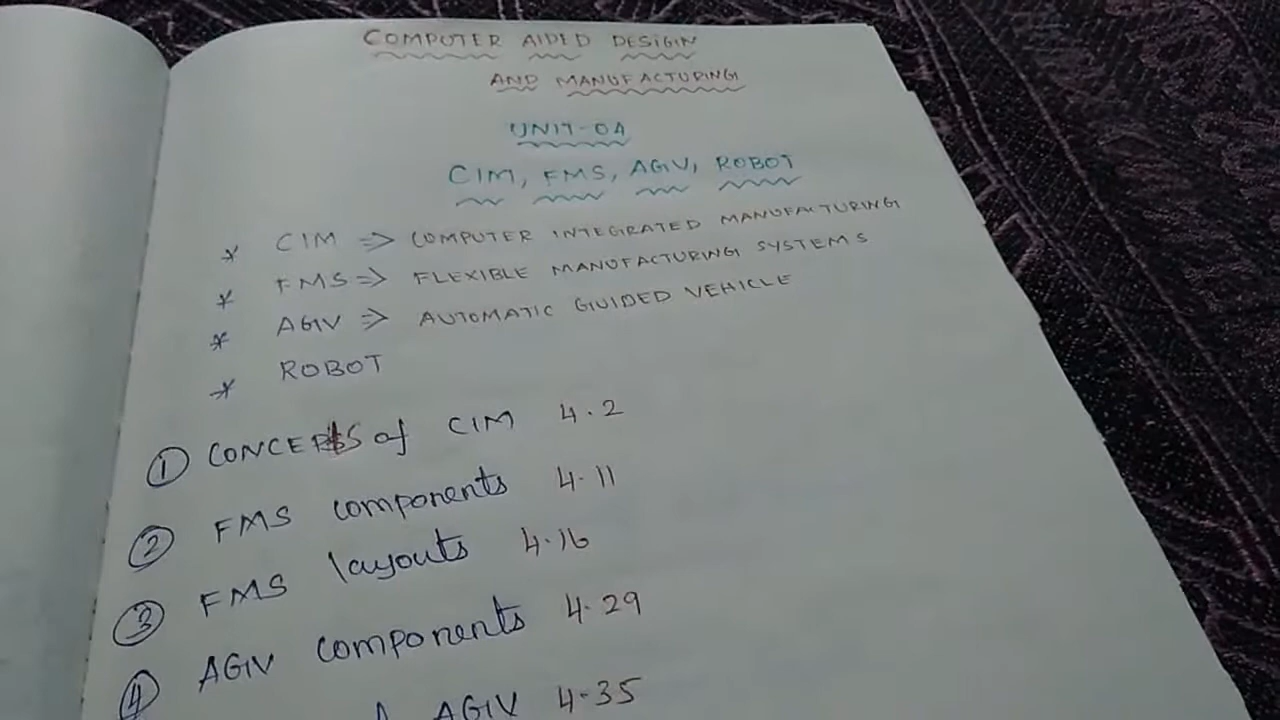 COMPUTER AIDED DESIGN
AND MANUFACTURING
UNIT-04
CIM, FMS, AGV, ROBOT
* CIM => COMPUTER INTEGRATED MANUFACTURING
* FMS => FLEXIBLE MANUFACTURING SYSTEMS
* AGV => AUTOMATIC GUIDED VEHICLE
* ROBOT
① CONCEPTS of CIM 4.2
② FMS components 4.11
③ FMS layouts 4.16
④ AGV components 4.29
AGV 4.35